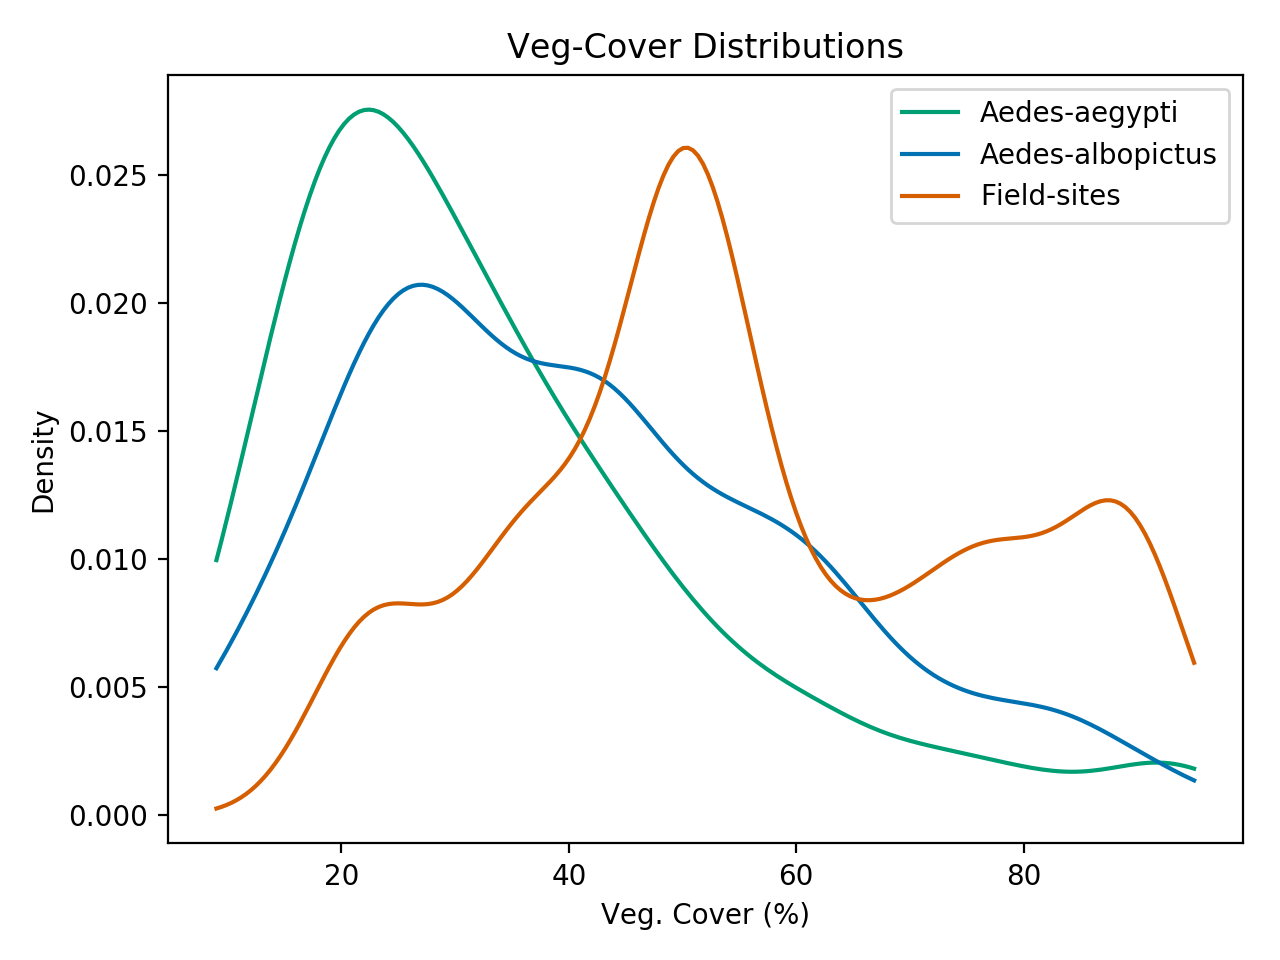 Veg-Cover Distributions
Aedes-aegypti
Aedes-albopictus
Field-sites
Density
0.025
0.020
0.015
0.010
0.005
0.000
20 40 60 80
Veg. Cover (%)